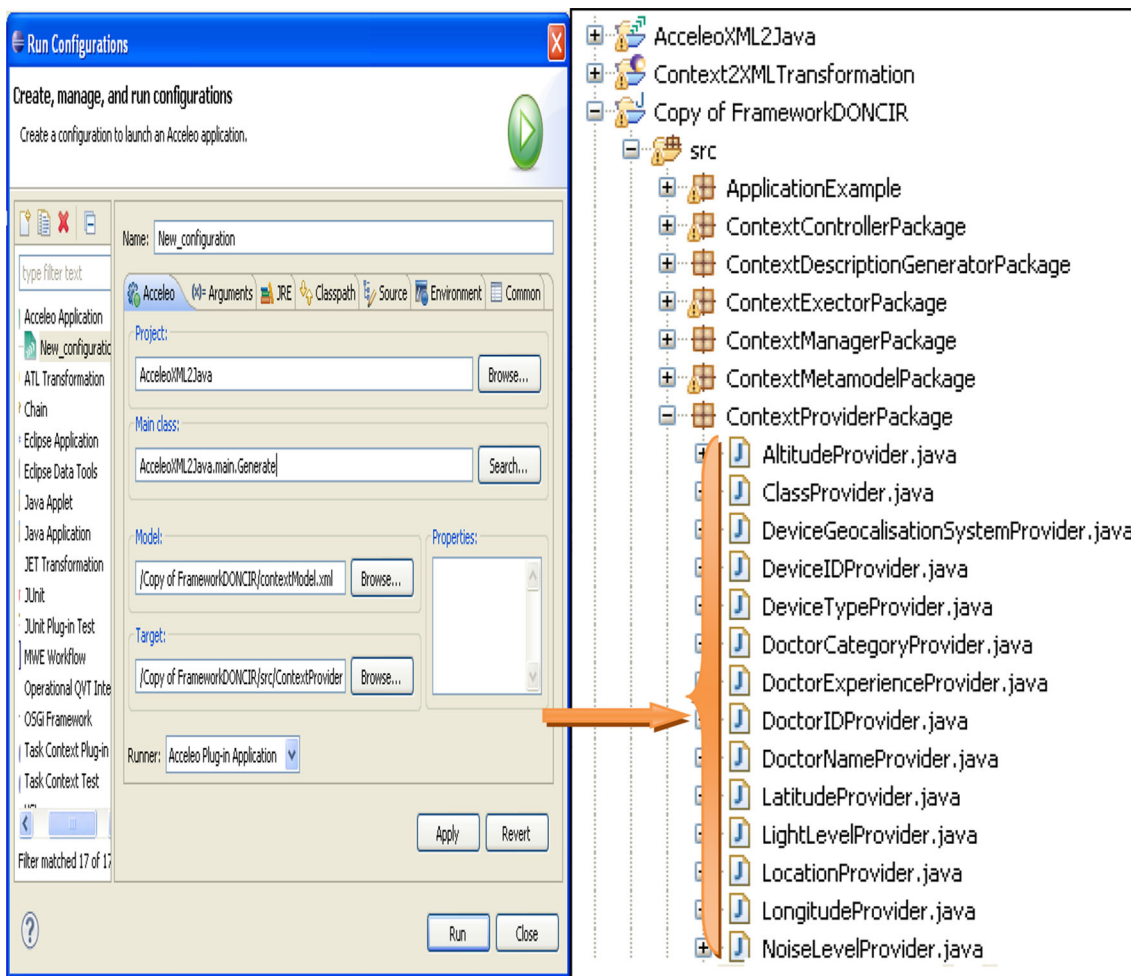 Run Configurations
Create, manage, and run configurations
Create a configuration to launch an Acceleo application.
type filter text
Acceleo Application
New_configuratic
ATL Transformation
Chain
Eclipse Application
Eclipse Data Tools
Java Applet
Java Application
JET Transformation
JUnit
JUnit Plug-in Test
MWE Workflow
Operational QVT Inte
OSGi Framework
Task Context Plug-in
Task Context Test
Filter matched 17 of 17
Name: New_configuration
Acceleo (x)= Arguments JRE Classpath Source Environment Common
Project:
AcceleoXML2Java Browse...
Main class:
AcceleoXML2Java.main.Generate Search...
Model: Properties:
/Copy of FrameworkDONCIR/contextModel.xml Browse...
Target:
/Copy of FrameworkDONCIR/src/ContextProvider Browse...
Runner: Acceleo Plug-in Application
Apply Revert
? Run Close
AcceleoXML2Java
Context2XMLTransformation
Copy of FrameworkDONCIR
src
ApplicationExample
ContextControllerPackage
ContextDescriptionGeneratorPackage
ContextExectorPackage
ContextManagerPackage
ContextMetamodelPackage
ContextProviderPackage
AltitudeProvider.java
ClassProvider.java
DeviceGeocalisationSystemProvider.java
DeviceIDProvider.java
DeviceTypeProvider.java
DoctorCategoryProvider.java
DoctorExperienceProvider.java
DoctorIDProvider.java
DoctorNameProvider.java
LatitudeProvider.java
LightLevelProvider.java
LocationProvider.java
LongitudeProvider.java
NoiseLevelProvider.java